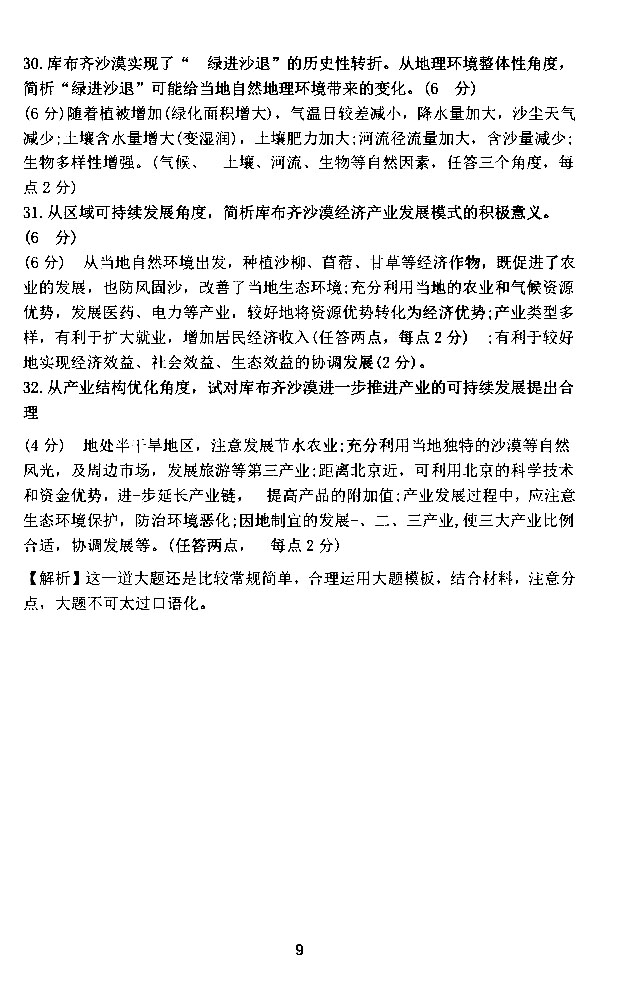 30.库布齐沙漠实现了“ 绿进沙退”的历史性转折。从地理环境整体性角度，
简析“绿进沙退”可能给当地自然地理环境带来的变化。(6 分)
(6分)随着植被增加(绿化面积增大)，气温日较差减小，降水量加大，沙尘天气
减少;土壤含水量增大(变湿润)，土壤肥力加大;河流径流量加大，含沙量减少;
生物多样性增强。(气候、 土壤、河流、生物等自然因素，任答三个角度，每
点2分)
31.从区域可持续发展角度，简析库布齐沙漠经济产业发展模式的积极意义。
(6 分)
(6分) 从当地自然环境出发，种植沙柳、苜蓿、甘草等经济作物，既促进了农
业的发展，也防风固沙，改善了当地生态环境;充分利用当地的农业和气候资源
优势，发展医药、电力等产业，较好地将资源优势转化为经济优势;产业类型多
样，有利于扩大就业，增加居民经济收入(任答两点，每点2分) ;有利于较好
地实现经济效益、社会效益、生态效益的协调发展(2分)。
32.从产业结构优化角度，试对库布齐沙漠进一步推进产业的可持续发展提出合
理
(4分) 地处半干旱地区，注意发展节水农业;充分利用当地独特的沙漠等自然
风光，及周边市场，发展旅游等第三产业;距离北京近，可利用北京的科学技术
和资金优势，进-步延长产业链， 提高产品的附加值;产业发展过程中，应注意
生态环境保护，防治环境恶化;因地制宜的发展-、二、三产业,使三大产业比例
合适，协调发展等。(任答两点， 每点2分)
【解析】这一道大题还是比较常规简单，合理运用大题模板，结合材料，注意分
点，大题不可太过口语化。
9